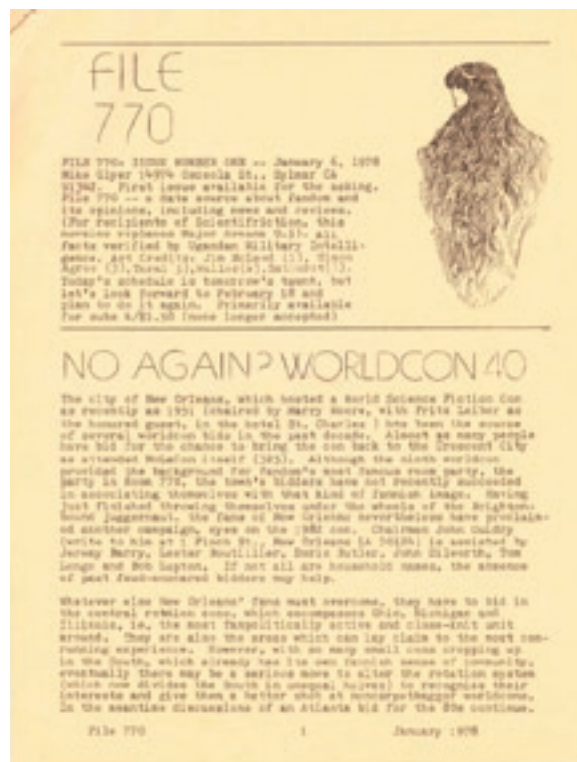 FILE
770
FILE 770: ISSUE NUMBER ONE -- January 6, 1978
Mike Glyer 14974 Osceola St., Sylmar CA
91342. First issue available for the asking.
File 770 -- a data source about fandom and
its opinions, including news and reviews.
(For recipients of Scientifriction, this
version replaces
facts verified by Ugandan Military Intelli-
gence. Art Credits: Jim McLeod (1),
Today's schedule is tomorrow's
let's look forward to February 18 and
plan to do it again. Primarily available
for subs 4/$1.50 (none longer accepted)
NO AGAIN? WORLDCON 40
The city of New Orleans, which hosted a World Science Fiction Con
as recently as 1951 (chaired by Harry Moore, with Fritz Leiber as
the honored guest, in the hotel St. Charles) has been the source
of several worldcon bids in the past decade. Almost as many people
have bid for the chance to bring the con back to the Crescent City
as attended NOLaCon itself. Although the ninth worldcon
provided the background for fandom's most famous room party, the
party in Room 770, the town's bidders have not recently succeeded
in associating themselves with that kind of fannish image. Having
just finished throwing themselves under the wheels of the Brighton-
bound juggernaut, the fans of New Orleans nevertheless have proclaim-
ed another campaign, eyes on the 1982 con. Chairman John Guidry
(write to him at 1 Finch St., New Orleans LA 70124) is assisted by
Jeremy Barry, Lester Boutillier, Doris Butler, John Dilworth, Tom
Longo and Bob Lupton. If not all are household names, the absence
of past bidders may help.
Whatever else New Orleans' fans must overcome, they have to bid in
the central rotation zone, which encompasses Ohio, Michigan and
Illinois, ie, the most fanpolitically active and close-knit unit
around. They are also the areas which can lay claim to the most con-
running experience. However, with so many small cons cropping up
in the South, which already has its own fannish sense of community,
eventually there may be a serious move to alter the rotation system
(which now divides the South in unequal halves) to recognize their
interests and give them a better shot at worldcons.
In the meantime discussions of an Atlanta bid for the 80s continue.
File 770 1 January 1978